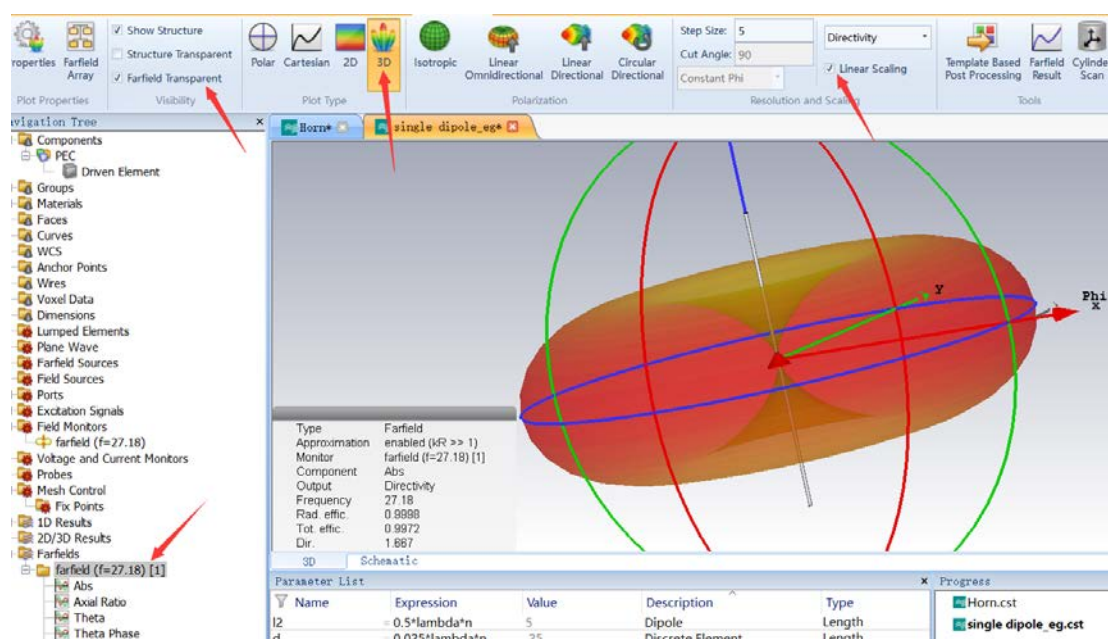 Show Structure
Structure Transparent
Farfield Transparent
Properties
Farfield Array
Polar
Cartesian
2D
3D
Isotropic
Linear Omnidirectional
Linear Directional
Circular Directional
Step Size: 5
Cut Angle: 90
Constant Phi
Directivity
Linear Scaling
Template Based Post Processing
Farfield Result
Cylinder Scan
Plot Properties
Visibility
Plot Type
Polarization
Resolution and Scaling
Tools
vigation Tree
Horn*
single dipole_eg*
Components
PEC
Driven Element
Groups
Materials
Faces
Curves
WCS
Anchor Points
Wires
Voxel Data
Dimensions
Lumped Elements
Plane Wave
Farfield Sources
Field Sources
Ports
Excitation Signals
Field Monitors
farfield (f=27.18)
Voltage and Current Monitors
Probes
Mesh Control
Fix Points
1D Results
2D/3D Results
Farfields
farfield (f=27.18) [1]
Abs
Axial Ratio
Theta
Theta Phase
Y
Phi
X
Type Farfield
Approximation enabled (kR >> 1)
Monitor farfield (f=27.18) [1]
Component Abs
Output Directivity
Frequency 27.18
Rad. effic. 0.9898
Tot. effic. 0.9972
Dir. 1.667
3D Schematic
Parameter List
Name Expression Value Description Type
l2 = 0.5*lambda*n 5 Dipole Length
d = 0.025*lambda*n .25 Discrete Element Length
Progress
Horn.cst
single dipole_eg.cst